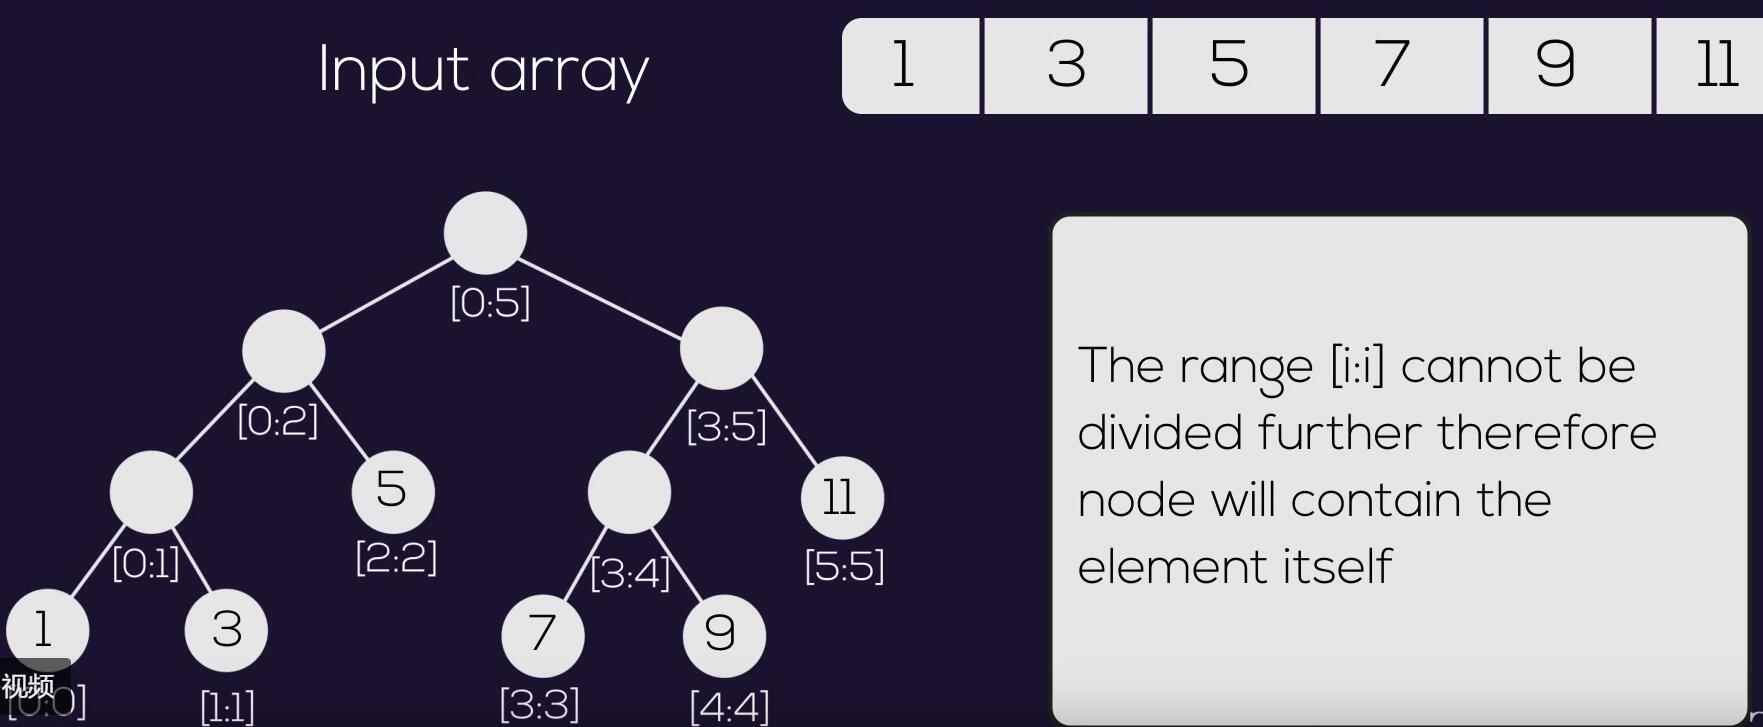 Input array
1 3 5 7 9 11
[0:5]
[0:2]
[3:5]
5
11
[0:1]
[2:2]
[3:4]
[5:5]
1
3
7
9
视频
[0:0]
[1:1]
[3:3]
[4:4]
The range [i:i] cannot be
divided further therefore
node will contain the
element itself